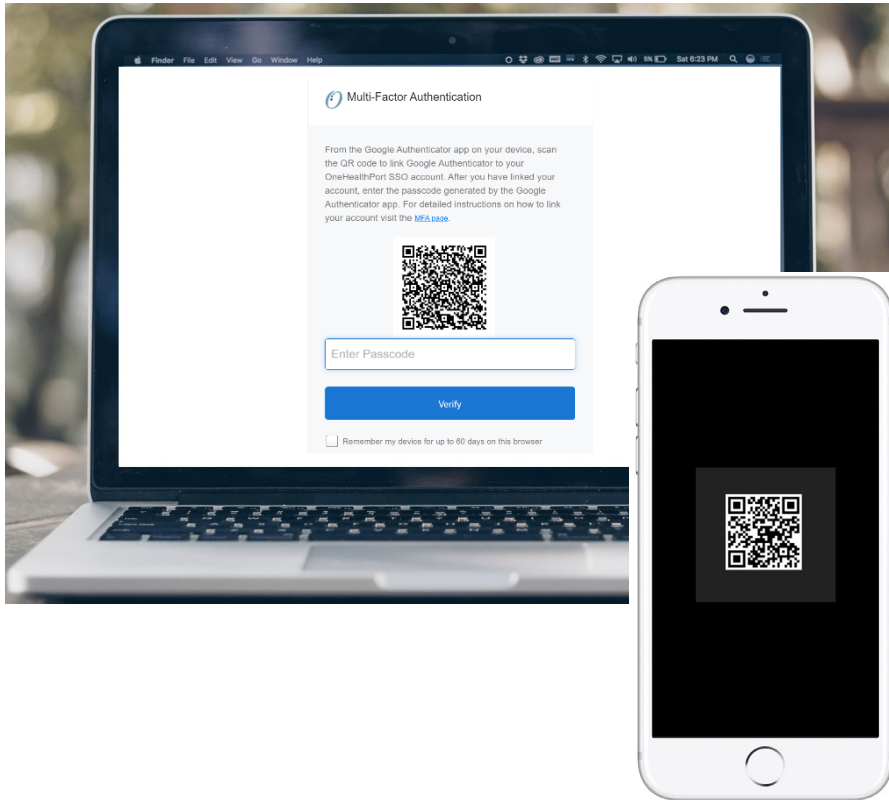 Finder File Edit View Go Window Help 5% Sat 6:23 PM
Multi-Factor Authentication
From the Google Authenticator app on your device, scan
the QR code to link Google Authenticator to your
OneHealthPort SSO account. After you have linked your
account, enter the passcode generated by the Google
Authenticator app. For detailed instructions on how to link
your account visit the MFA page.
Enter Passcode
Verify
Remember my device for up to 60 days on this browser